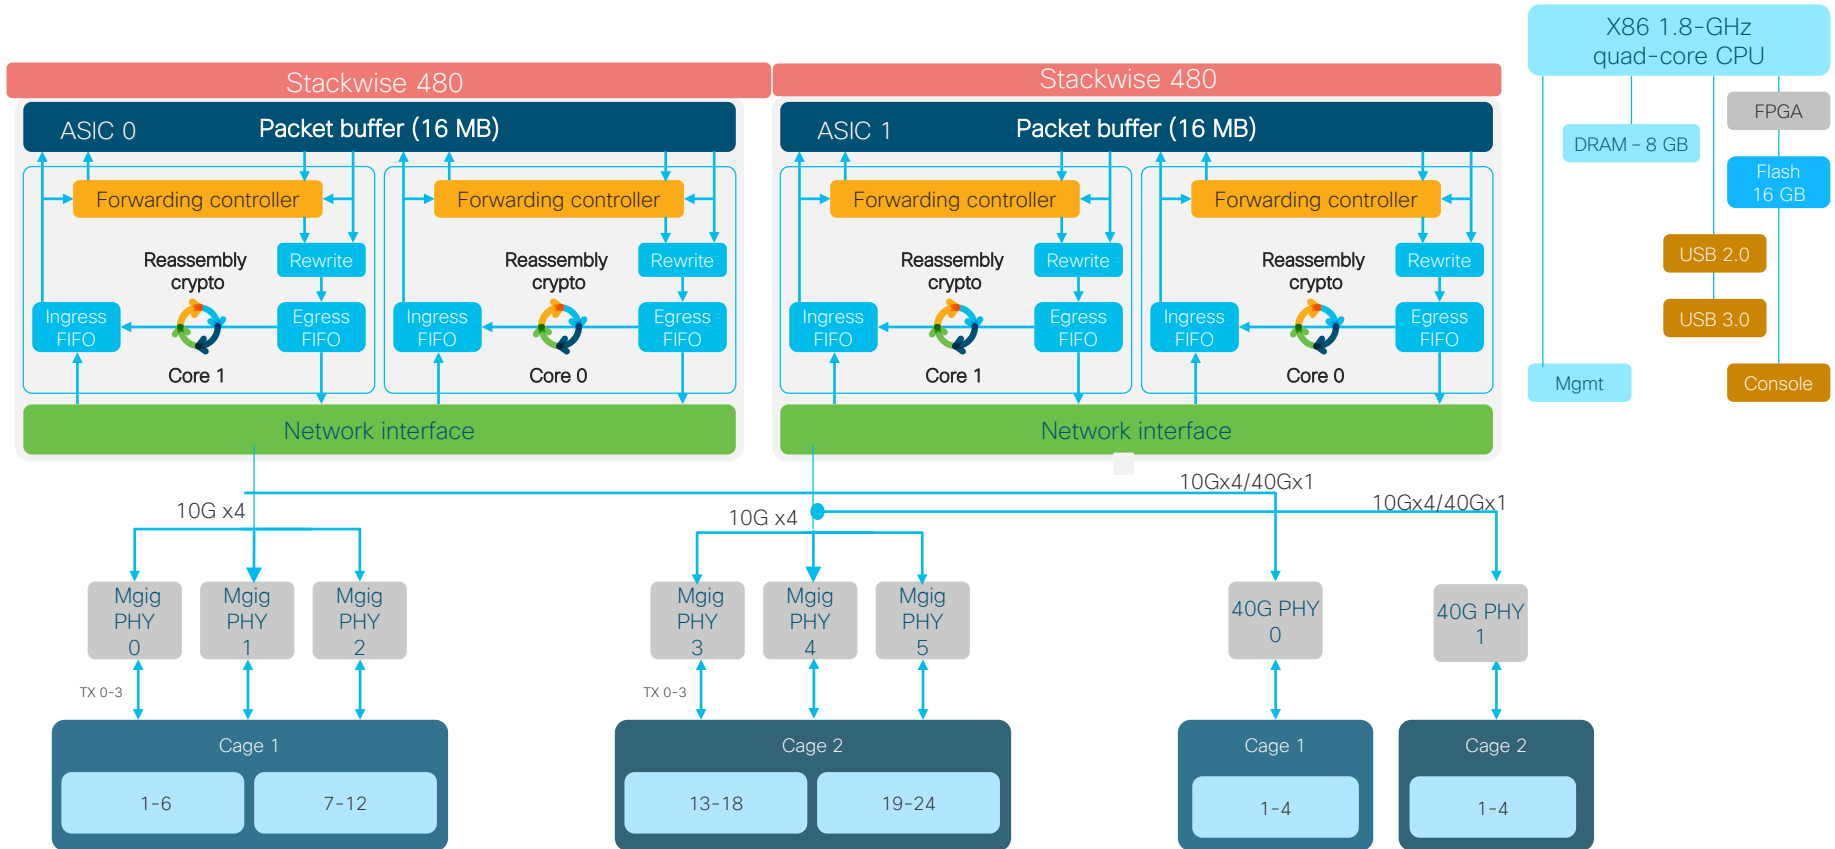 X86 1.8-GHz
quad-core CPU
Stackwise 480
Stackwise 480
FPGA
DRAM - 8 GB
Flash
16 GB
USB 2.0
USB 3.0
Mgmt
Console
ASIC 0
Packet buffer (16 MB)
Forwarding controller
Forwarding controller
Reassembly
crypto
Rewrite
Reassembly
crypto
Rewrite
Ingress
FIFO
Egress
FIFO
Ingress
FIFO
Egress
FIFO
Core 1
Core 0
Network interface
ASIC 1
Packet buffer (16 MB)
Forwarding controller
Forwarding controller
Reassembly
crypto
Rewrite
Reassembly
crypto
Rewrite
Ingress
FIFO
Egress
FIFO
Ingress
FIFO
Egress
FIFO
Core 1
Core 0
Network interface
10G x4
10G x4
10Gx4/40Gx1
10Gx4/40Gx1
Mgig
PHY
0
Mgig
PHY
1
Mgig
PHY
2
Mgig
PHY
3
Mgig
PHY
4
Mgig
PHY
5
40G PHY
0
40G PHY
1
TX 0-3
TX 0-3
Cage 1
1-6
7-12
Cage 2
13-18
19-24
Cage 1
1-4
Cage 2
1-4